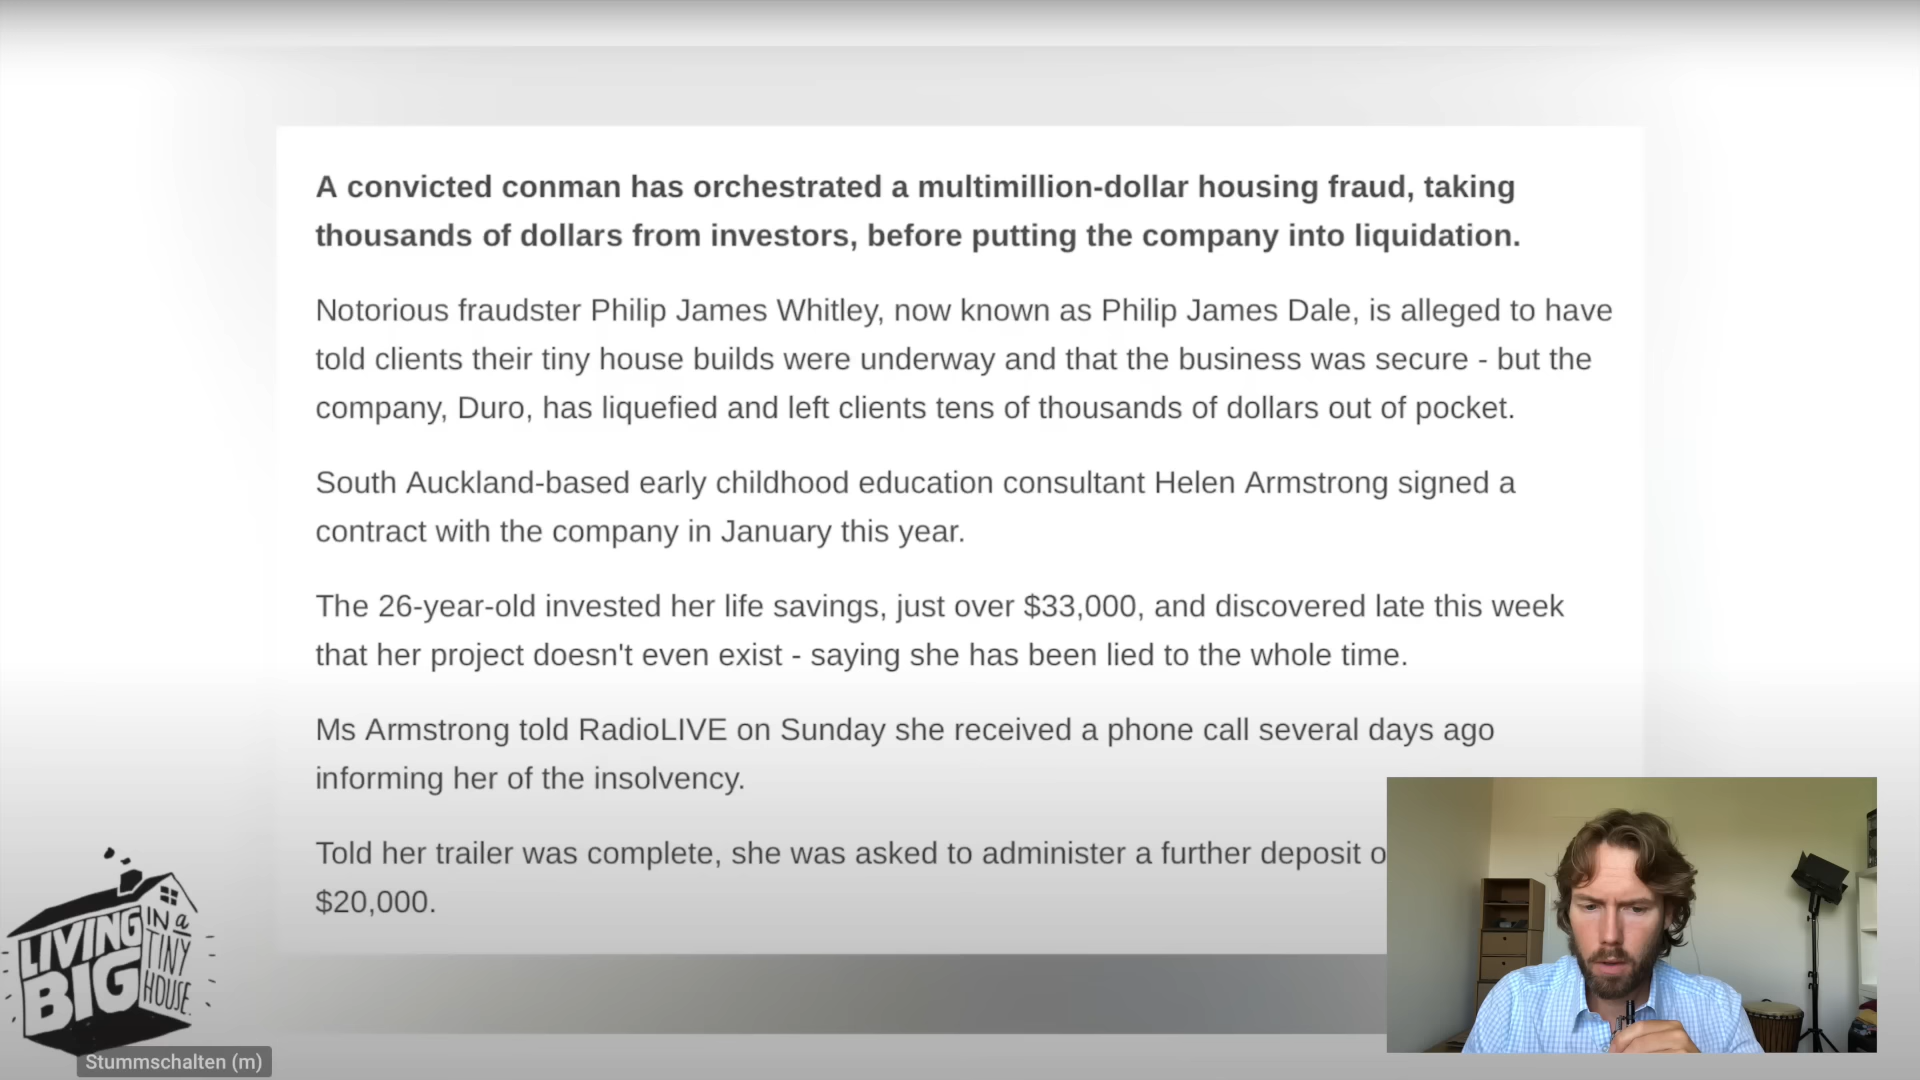 A convicted conman has orchestrated a multimillion-dollar housing fraud, taking
thousands of dollars from investors, before putting the company into liquidation.
Notorious fraudster Philip James Whitley, now known as Philip James Dale, is alleged to have
told clients their tiny house builds were underway and that the business was secure - but the
company, Duro, has liquefied and left clients tens of thousands of dollars out of pocket.
South Auckland-based early childhood education consultant Helen Armstrong signed a
contract with the company in January this year.
The 26-year-old invested her life savings, just over $33,000, and discovered late this week
that her project doesn't even exist - saying she has been lied to the whole time.
Ms Armstrong told RadioLIVE on Sunday she received a phone call several days ago
informing her of the insolvency.
Told her trailer was complete, she was asked to administer a further deposit o
$20,000.
LIVING
BIG
IN a
TINY
HOUSE
Stummschalten (m)